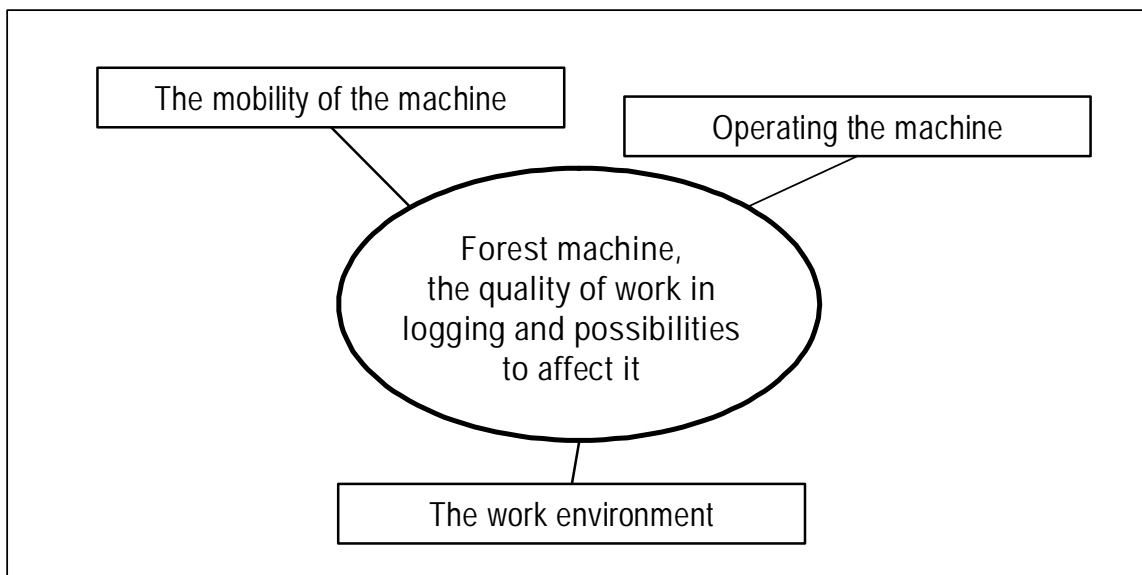 The mobility of the machine
Operating the machine
Forest machine,
the quality of work in
logging and possibilities
to affect it
The work environment